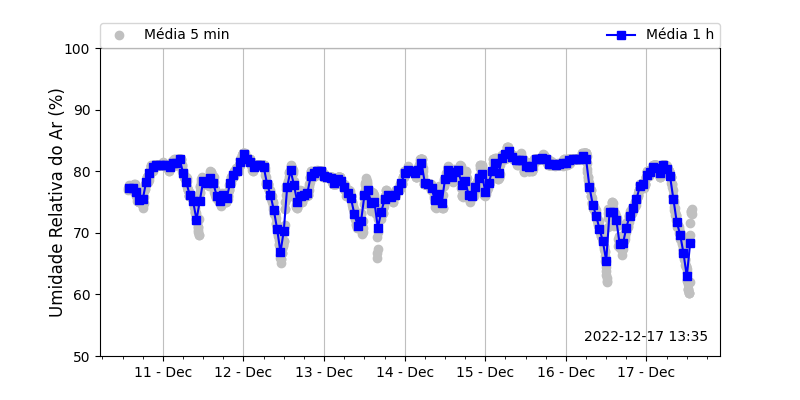 Média 5 min
Média 1 h
Umidade Relativa do Ar (%)
100
90
80
70
60
50
2022-12-17 13:35
11 - Dec
12 - Dec
13 - Dec
14 - Dec
15 - Dec
16 - Dec
17 - Dec